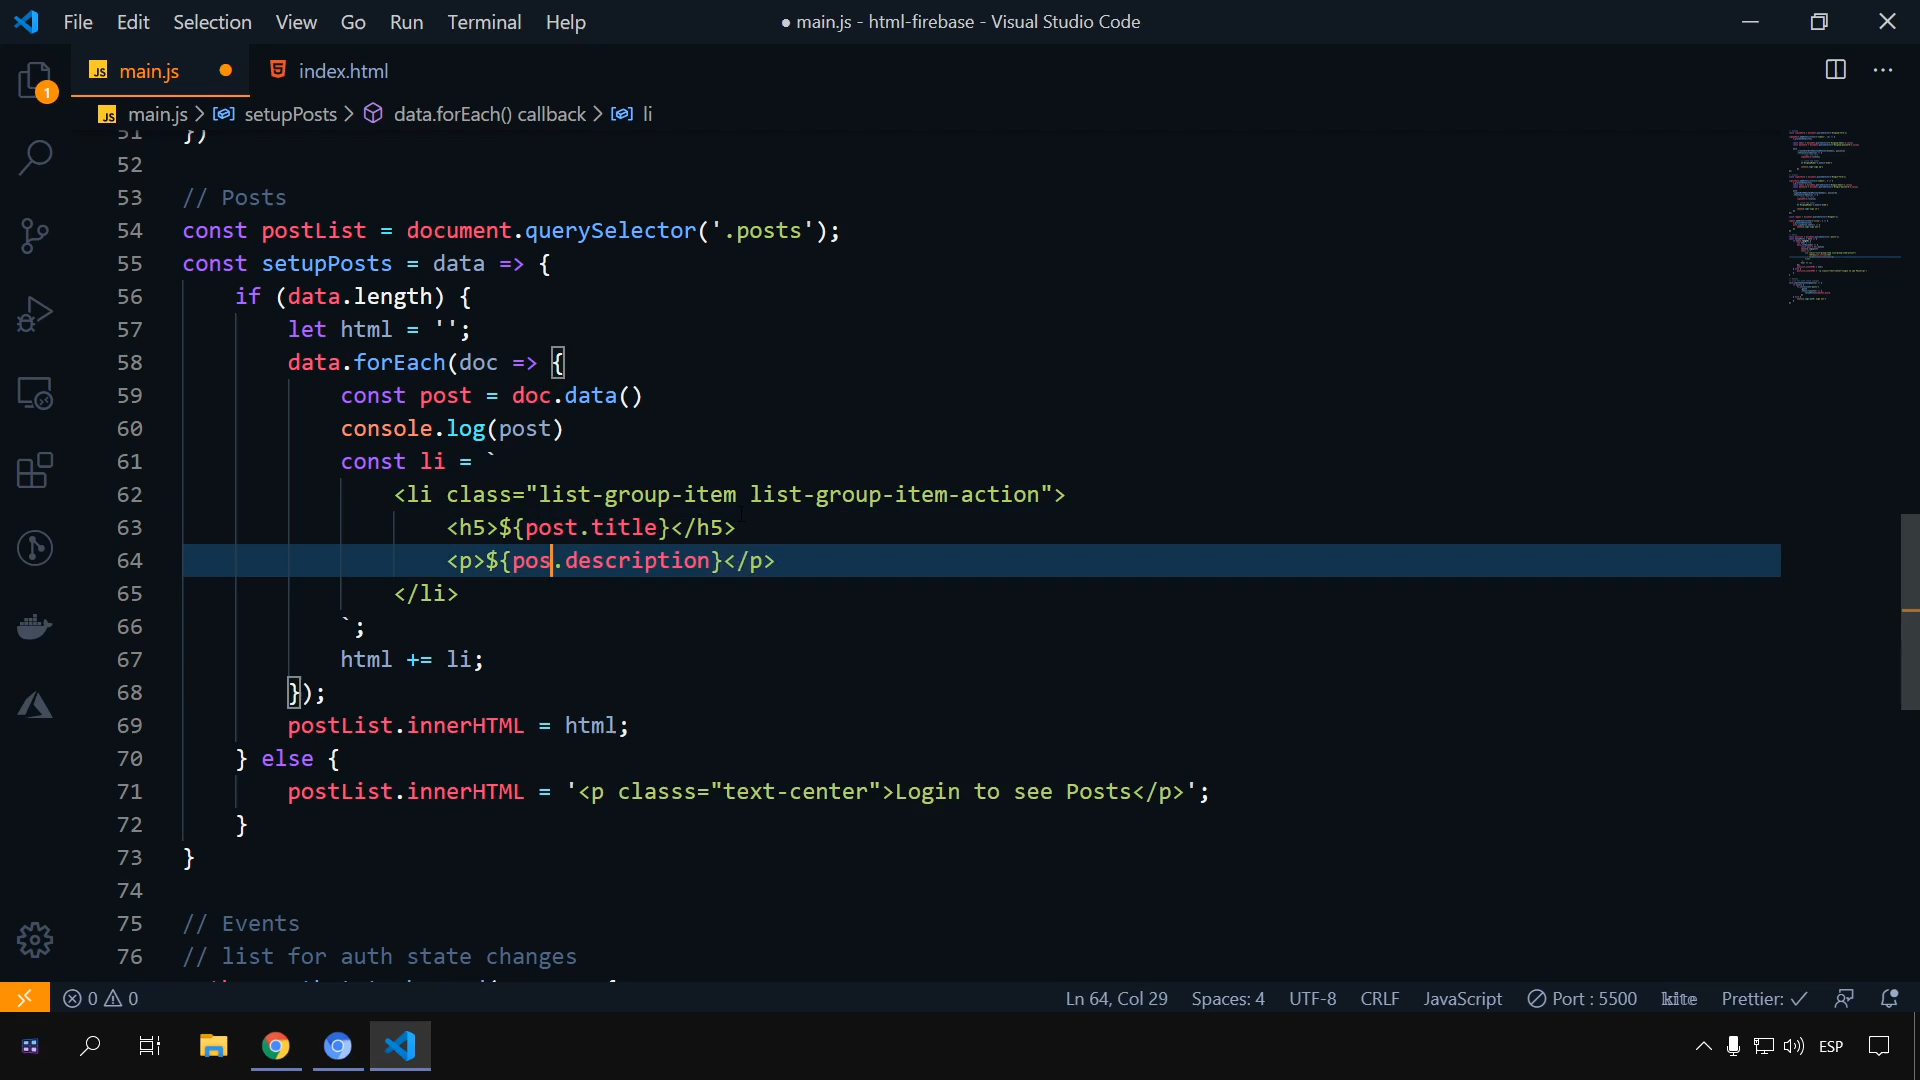 File Edit Selection View Go Run Terminal Help
● main.js - html-firebase - Visual Studio Code
JS main.js
index.html
1
JS main.js > setupPosts > data.forEach() callback > li
51 })
52
53 // Posts
54 const postList = document.querySelector('.posts');
55 const setupPosts = data => {
56 if (data.length) {
57 let html = '';
58 data.forEach(doc => {
59 const post = doc.data()
60 console.log(post)
61 const li = `
62 <li class="list-group-item list-group-item-action">
63 <h5>${post.title}</h5>
64 <p>${pos.description}</p>
65 </li>
66 `;
67 html += li;
68 });
69 postList.innerHTML = html;
70 } else {
71 postList.innerHTML = '<p classs="text-center">Login to see Posts</p>';
72 }
73 }
74
75 // Events
76 // list for auth state changes
0 0
Ln 64, Col 29 Spaces: 4 UTF-8 CRLF JavaScript Port : 5500 kite Prettier: ✓
ESP